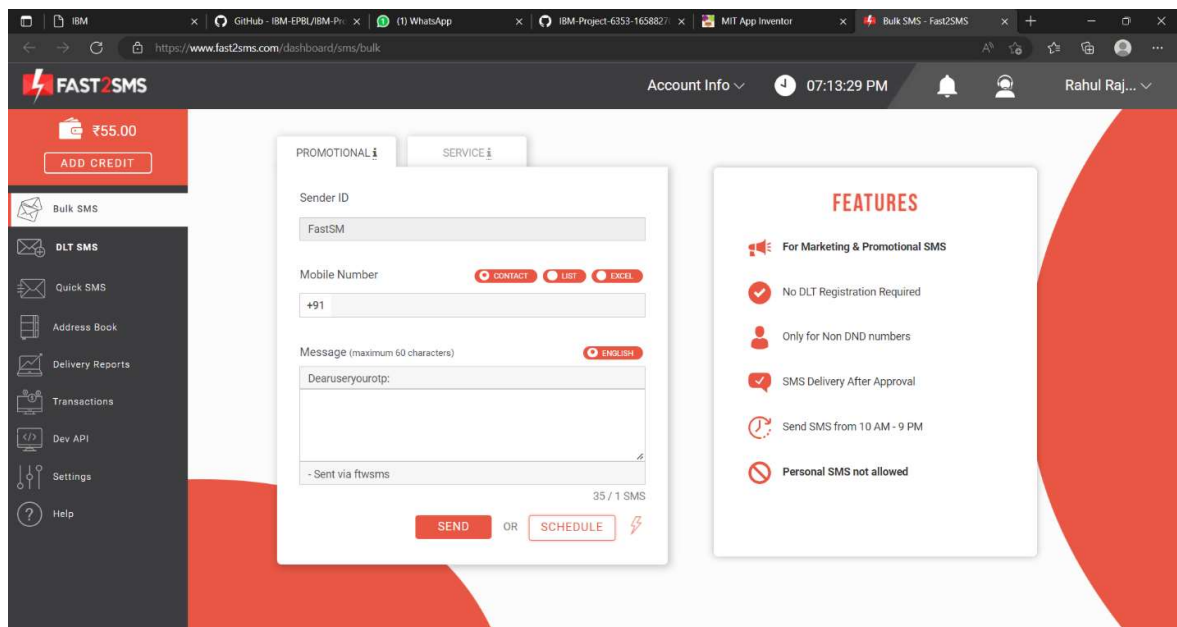 IBM
GitHub - IBM-EPBL/IBM-Pro
(1) WhatsApp
IBM-Project-6353-1658827
MIT App Inventor
Bulk SMS - Fast2SMS
https://www.fast2sms.com/dashboard/sms/bulk
FAST2SMS
Account Info
07:13:29 PM
Rahul Raj...
₹55.00
ADD CREDIT
Bulk SMS
DLT SMS
Quick SMS
Address Book
Delivery Reports
Transactions
Dev API
Settings
Help
PROMOTIONAL i
SERVICE i
Sender ID
FastSM
Mobile Number
CONTACT
LIST
EXCEL
+91
Message (maximum 60 characters)
ENGLISH
Dearuseryourotp:
- Sent via ftwsms
35 / 1 SMS
SEND
OR
SCHEDULE
FEATURES
For Marketing & Promotional SMS
No DLT Registration Required
Only for Non DND numbers
SMS Delivery After Approval
Send SMS from 10 AM - 9 PM
Personal SMS not allowed